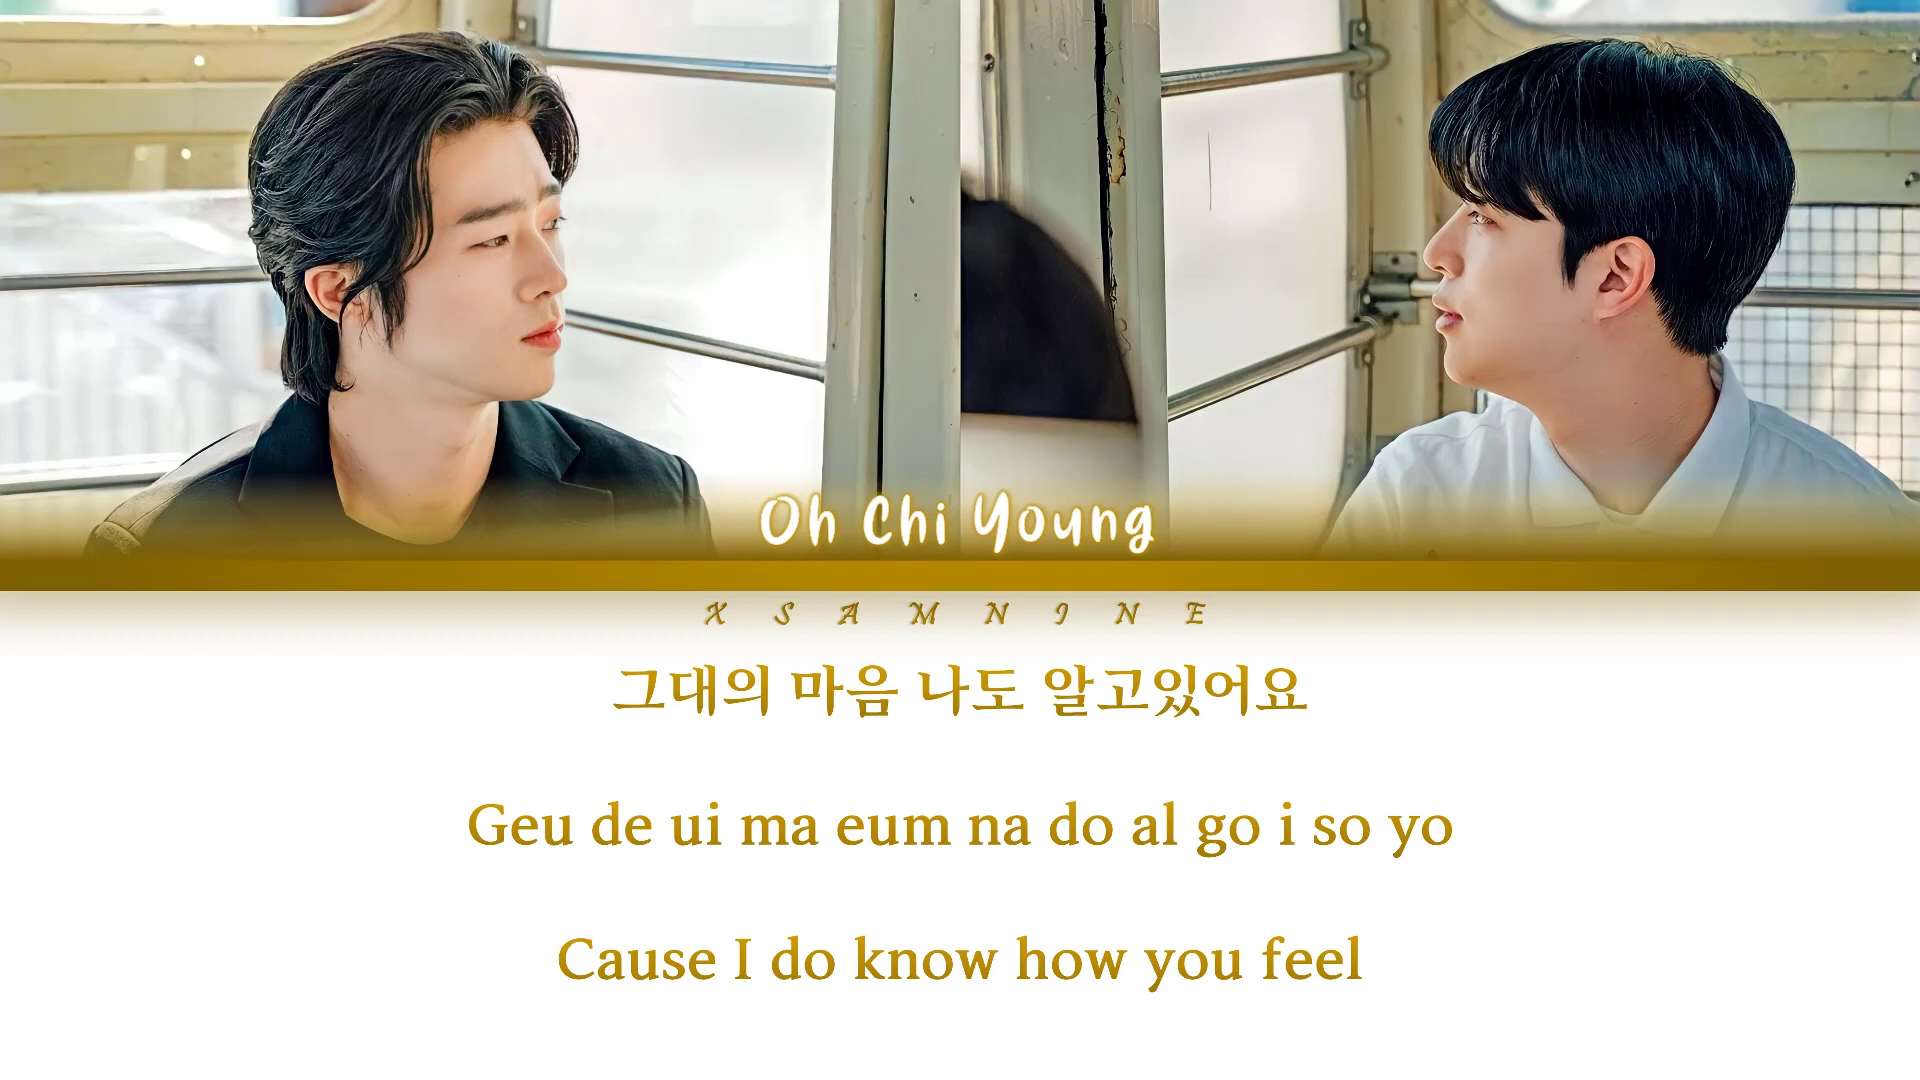 Oh Chi Young
X S A M N I N E
그대의 마음 나도 알고있어요
Geu de ui ma eum na do al go i so yo
Cause I do know how you feel